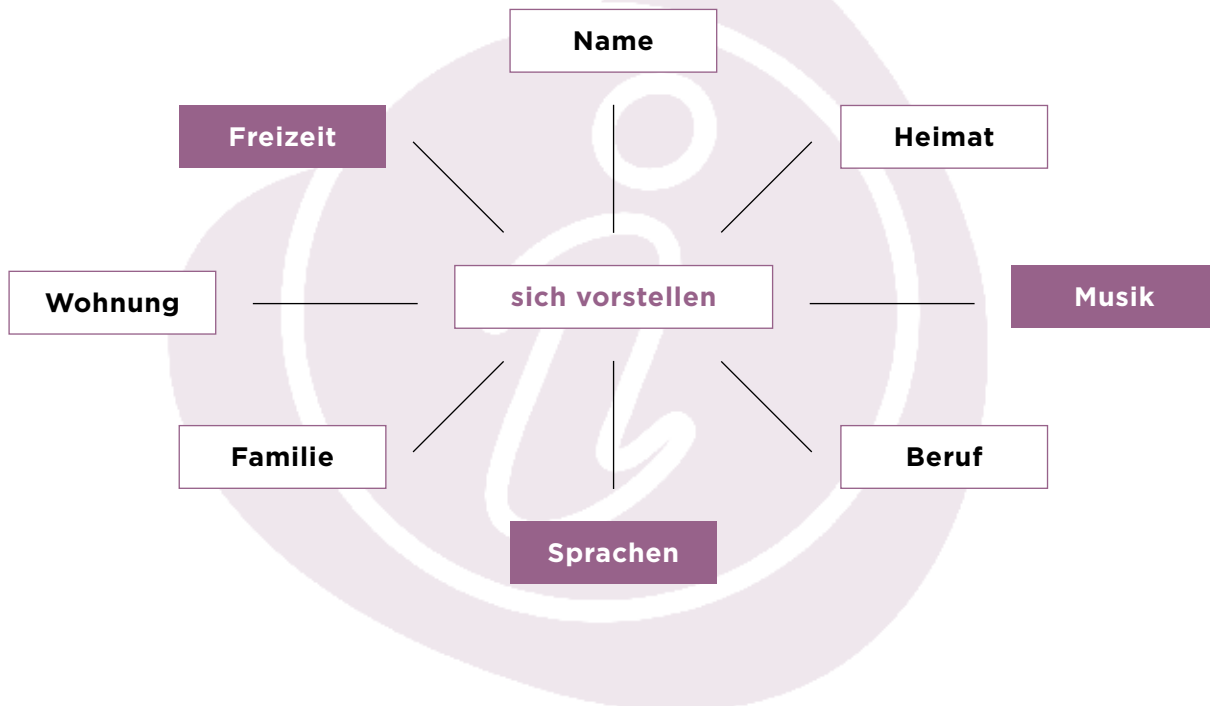 Name
Freizeit
Heimat
Wohnung
sich vorstellen
Musik
Familie
Beruf
Sprachen